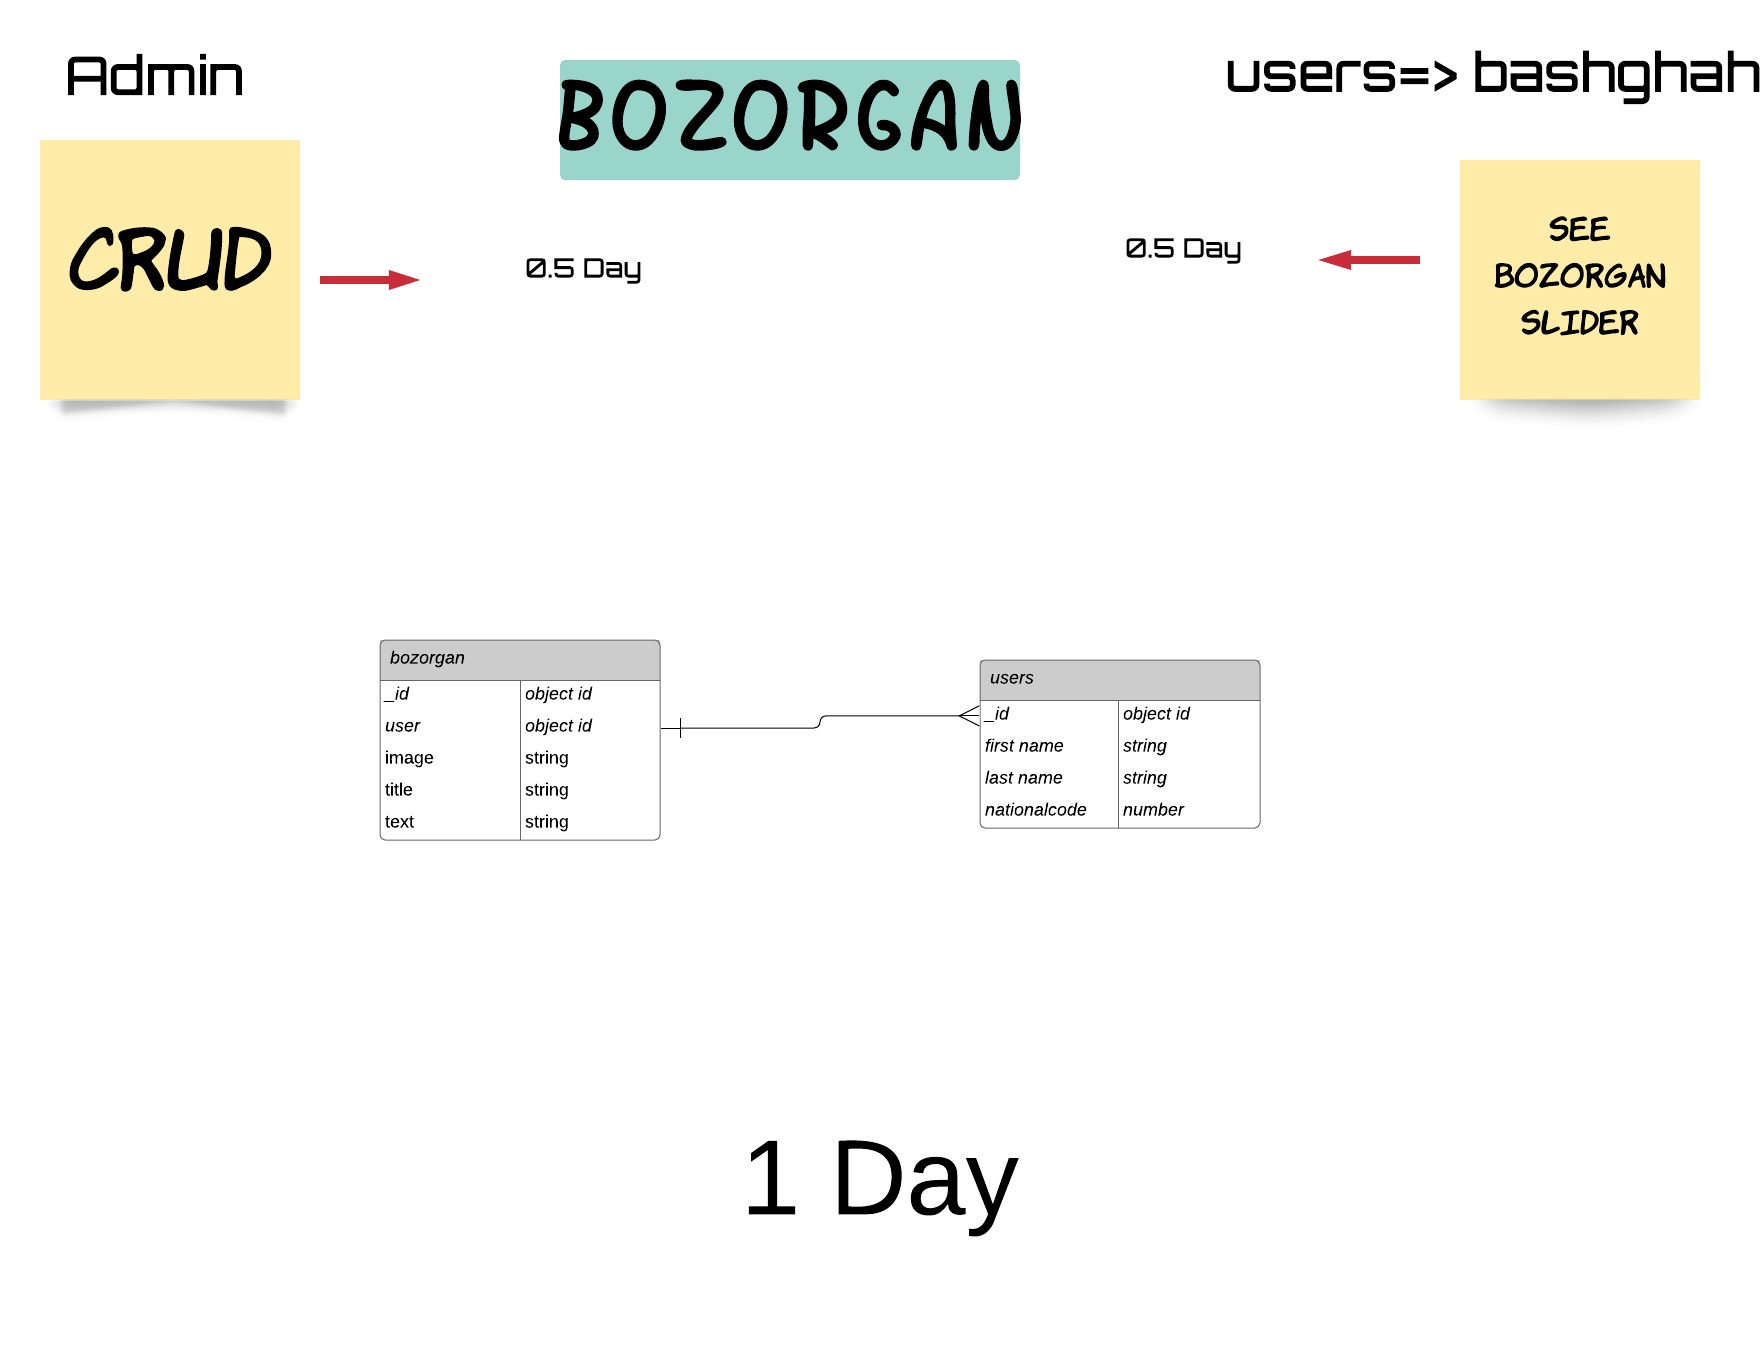 Admin
BOZORGAN
users=> bashghah
CRUD
0.5 Day
0.5 Day
SEE
BOZORGAN
SLIDER
bozorgan
_id object id
user object id
image string
title string
text string
users
_id object id
first name string
last name string
nationalcode number
1 Day